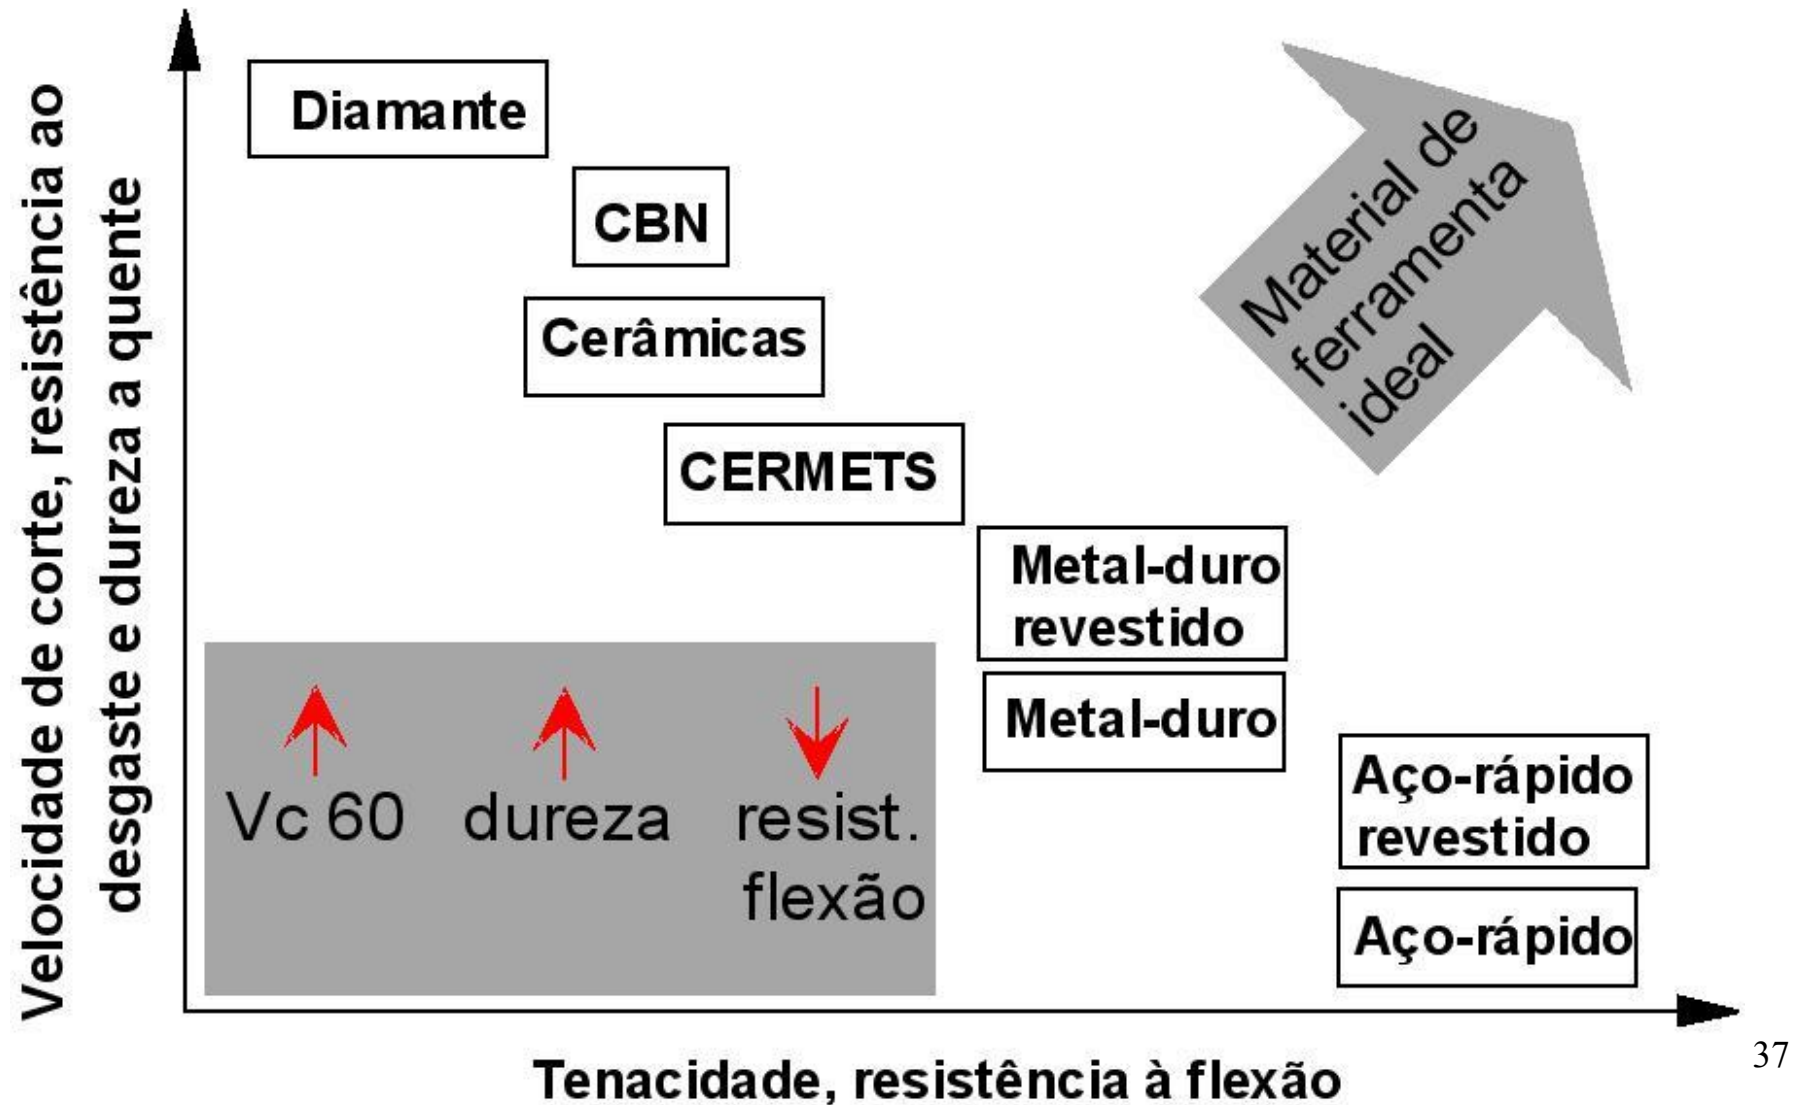 Velocidade de corte, resistência ao
desgaste e dureza a quente
Diamante
CBN
Cerâmicas
CERMETS
Metal-duro
revestido
Metal-duro
Aço-rápido
revestido
Aço-rápido
Material de
ferramenta
ideal
Vc 60
dureza
resist.
flexão
Tenacidade, resistência à flexão
37